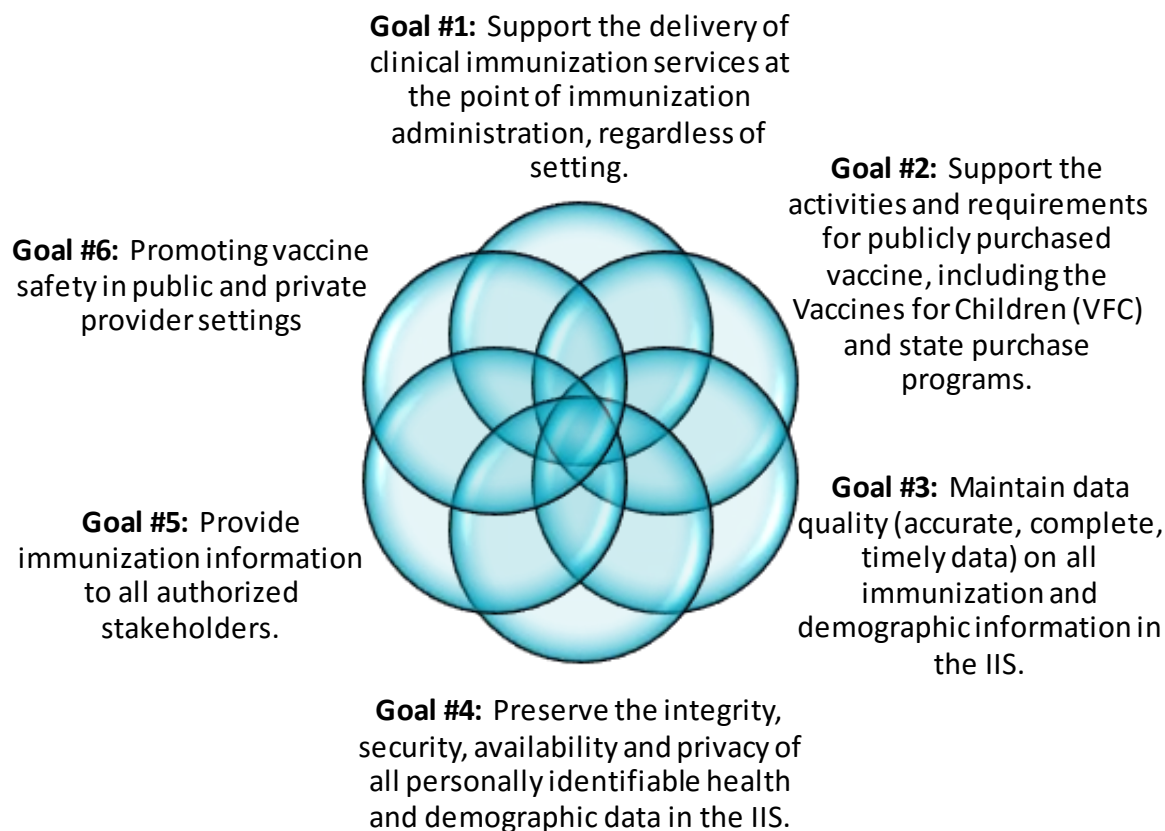 Goal #1: Support the delivery of
clinical immunization services at
the point of immunization
administration, regardless of
setting.
Goal #2: Support the
activities and requirements
for publicly purchased
vaccine, including the
Vaccines for Children (VFC)
and state purchase
programs.
Goal #3: Maintain data
quality (accurate, complete,
timely data) on all
immunization and
demographic information in
the IIS.
Goal #4: Preserve the integrity,
security, availability and privacy of
all personally identifiable health
and demographic data in the IIS.
Goal #5: Provide
immunization information
to all authorized
stakeholders.
Goal #6: Promoting vaccine
safety in public and private
provider settings